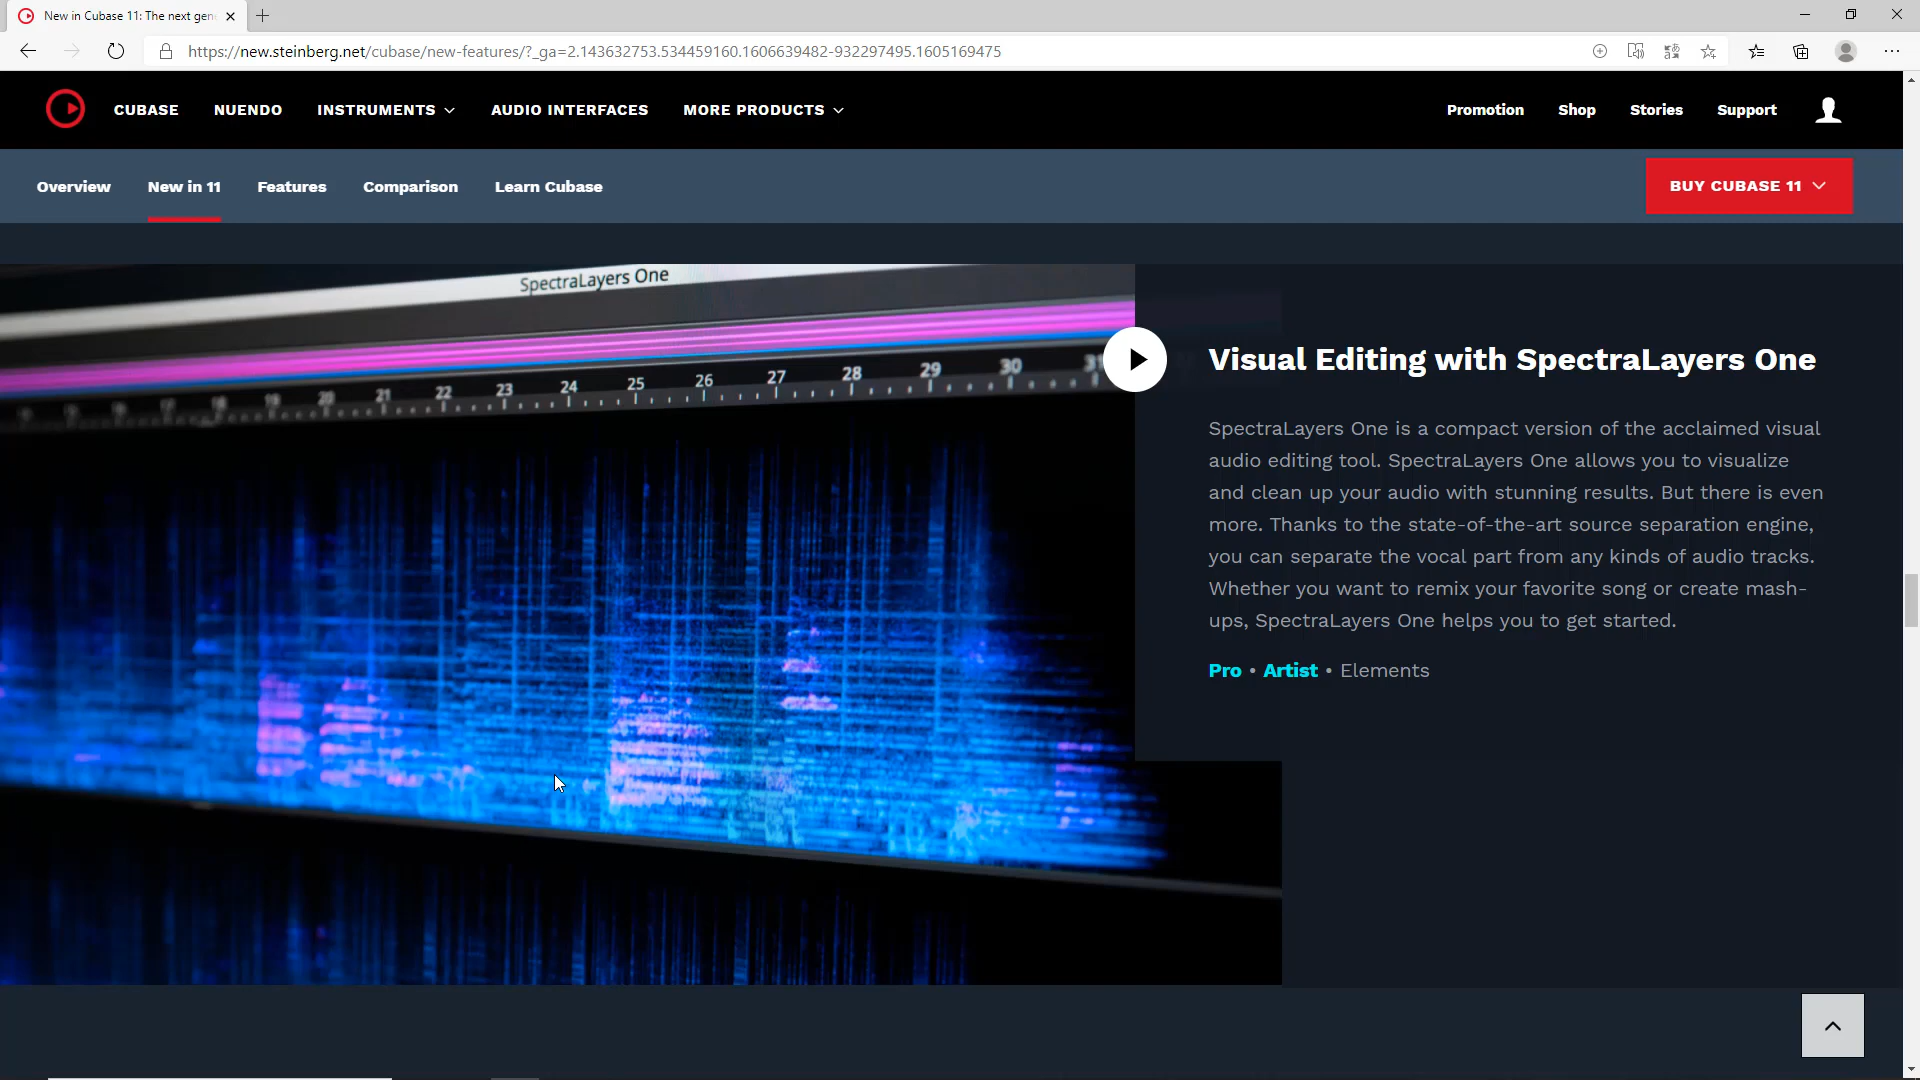 New in Cubase 11: The next gen
https://new.steinberg.net/cubase/new-features/?_ga=2.143632753.534459160.1606639482-932297495.1605169475
CUBASE NUENDO INSTRUMENTS AUDIO INTERFACES MORE PRODUCTS Promotion Shop Stories Support
Overview New in 11 Features Comparison Learn Cubase BUY CUBASE 11
SpectraLayers One
18 19 20 21 22 23 24 25 26 27 28 29 30
Visual Editing with SpectraLayers One
SpectraLayers One is a compact version of the acclaimed visual
audio editing tool. SpectraLayers One allows you to visualize
and clean up your audio with stunning results. But there is even
more. Thanks to the state-of-the-art source separation engine,
you can separate the vocal part from any kinds of audio tracks.
Whether you want to remix your favorite song or create mash-
ups, SpectraLayers One helps you to get started.
Pro • Artist • Elements